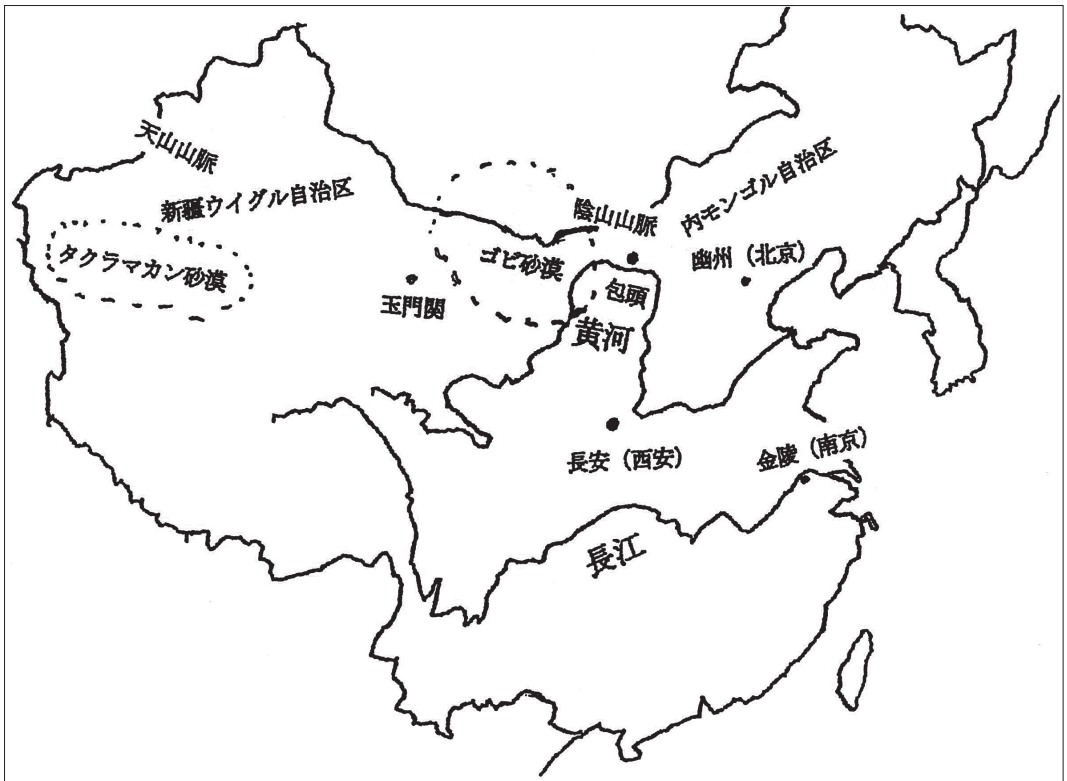 天山山脈
新疆ウイグル自治区
タクラマカン砂漠
玉門関
ゴビ砂漠
陰山山脈
内モンゴル自治区
幽州（北京）
包頭
黄河
長安（西安）
金陵（南京）
長江